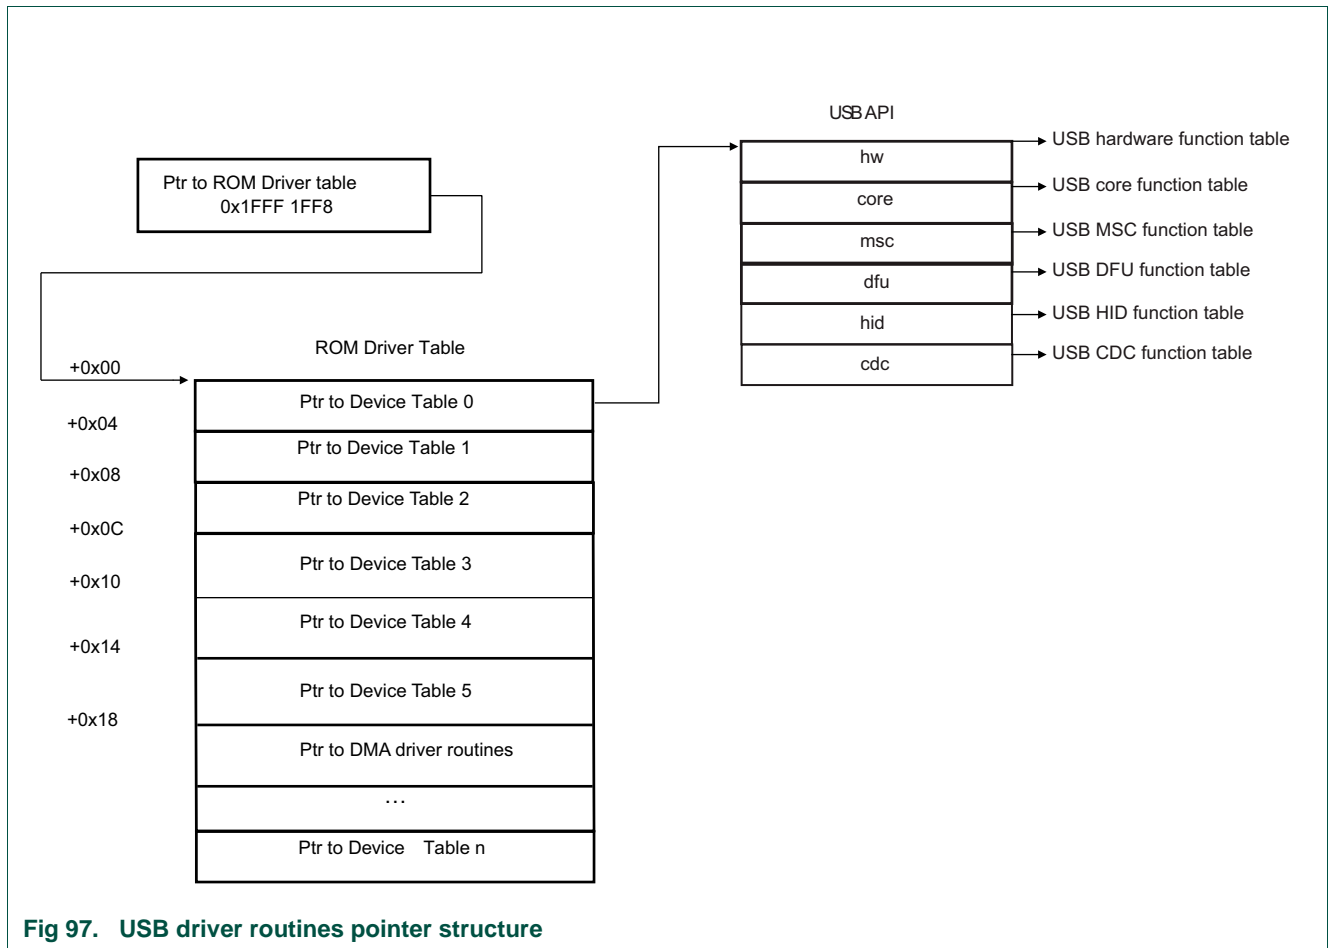 USB API
hw
USB hardware function table
core
USB core function table
msc
USB MSC function table
dfu
USB DFU function table
hid
USB HID function table
cdc
USB CDC function table
Ptr to ROM Driver table
0x1FFF 1FF8
ROM Driver Table
+0x00
Ptr to Device Table 0
+0x04
Ptr to Device Table 1
+0x08
Ptr to Device Table 2
+0x0C
Ptr to Device Table 3
+0x10
Ptr to Device Table 4
+0x14
Ptr to Device Table 5
+0x18
Ptr to DMA driver routines
...
Ptr to Device Table n
Fig 97. USB driver routines pointer structure